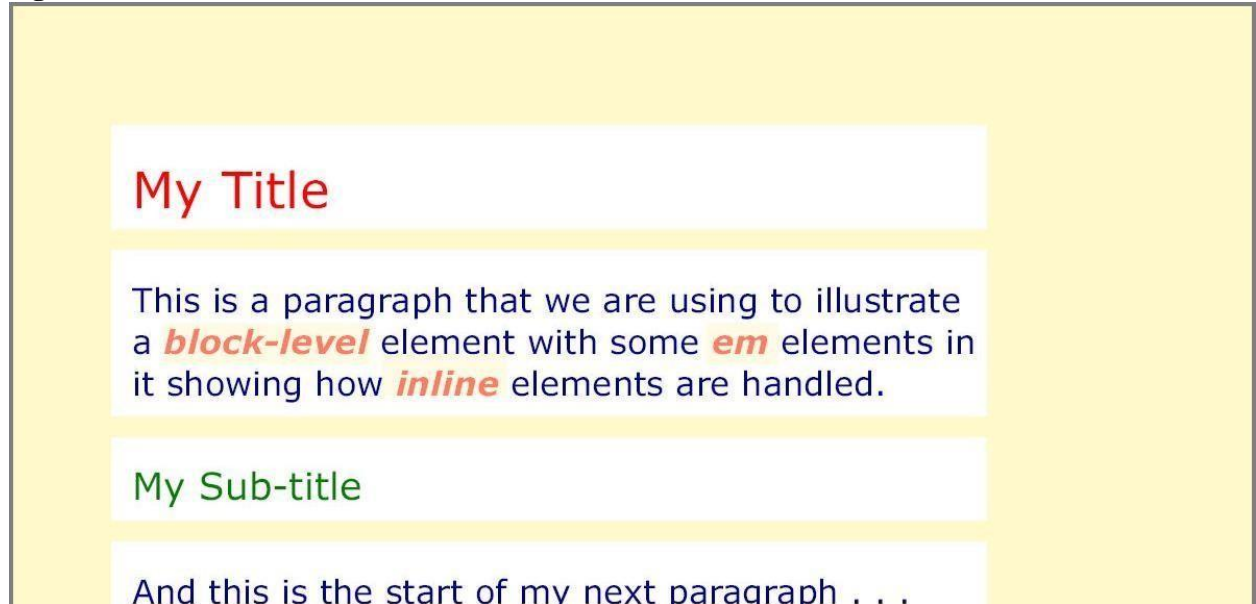 My Title
This is a paragraph that we are using to illustrate
a block-level element with some em elements in
it showing how inline elements are handled.
My Sub-title
And this is the start of my next paragraph . . .